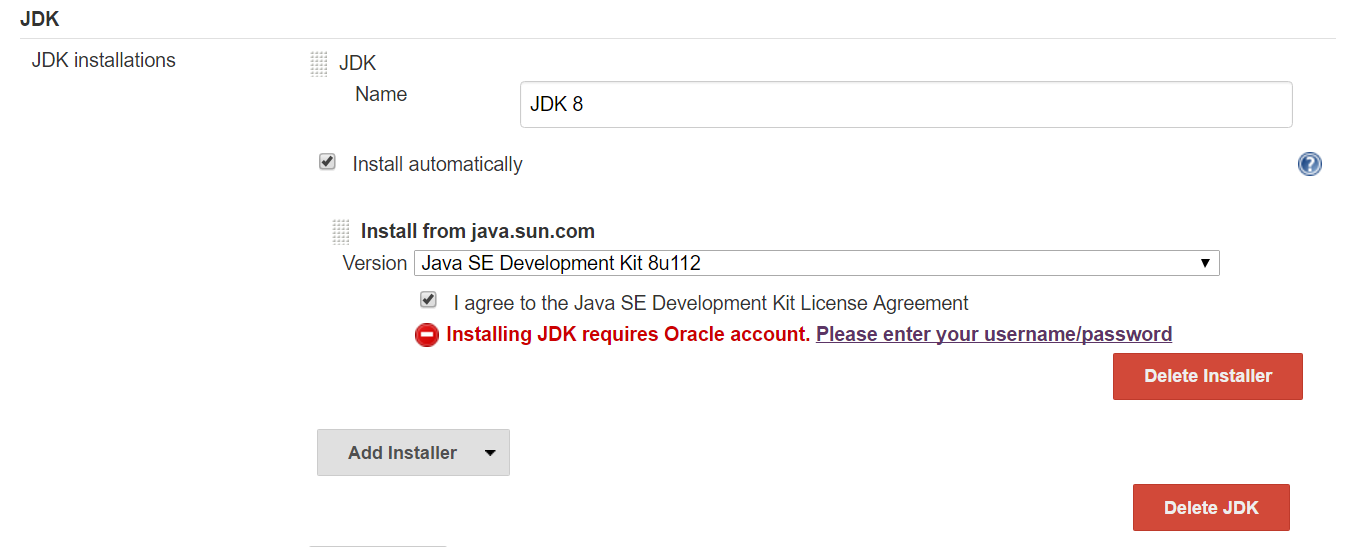 JDK
JDK installations
JDK
Name
JDK 8
Install automatically
?
Install from java.sun.com
Version
Java SE Development Kit 8u112
I agree to the Java SE Development Kit License Agreement
Installing JDK requires Oracle account. Please enter your username/password
Delete Installer
Add Installer
Delete JDK